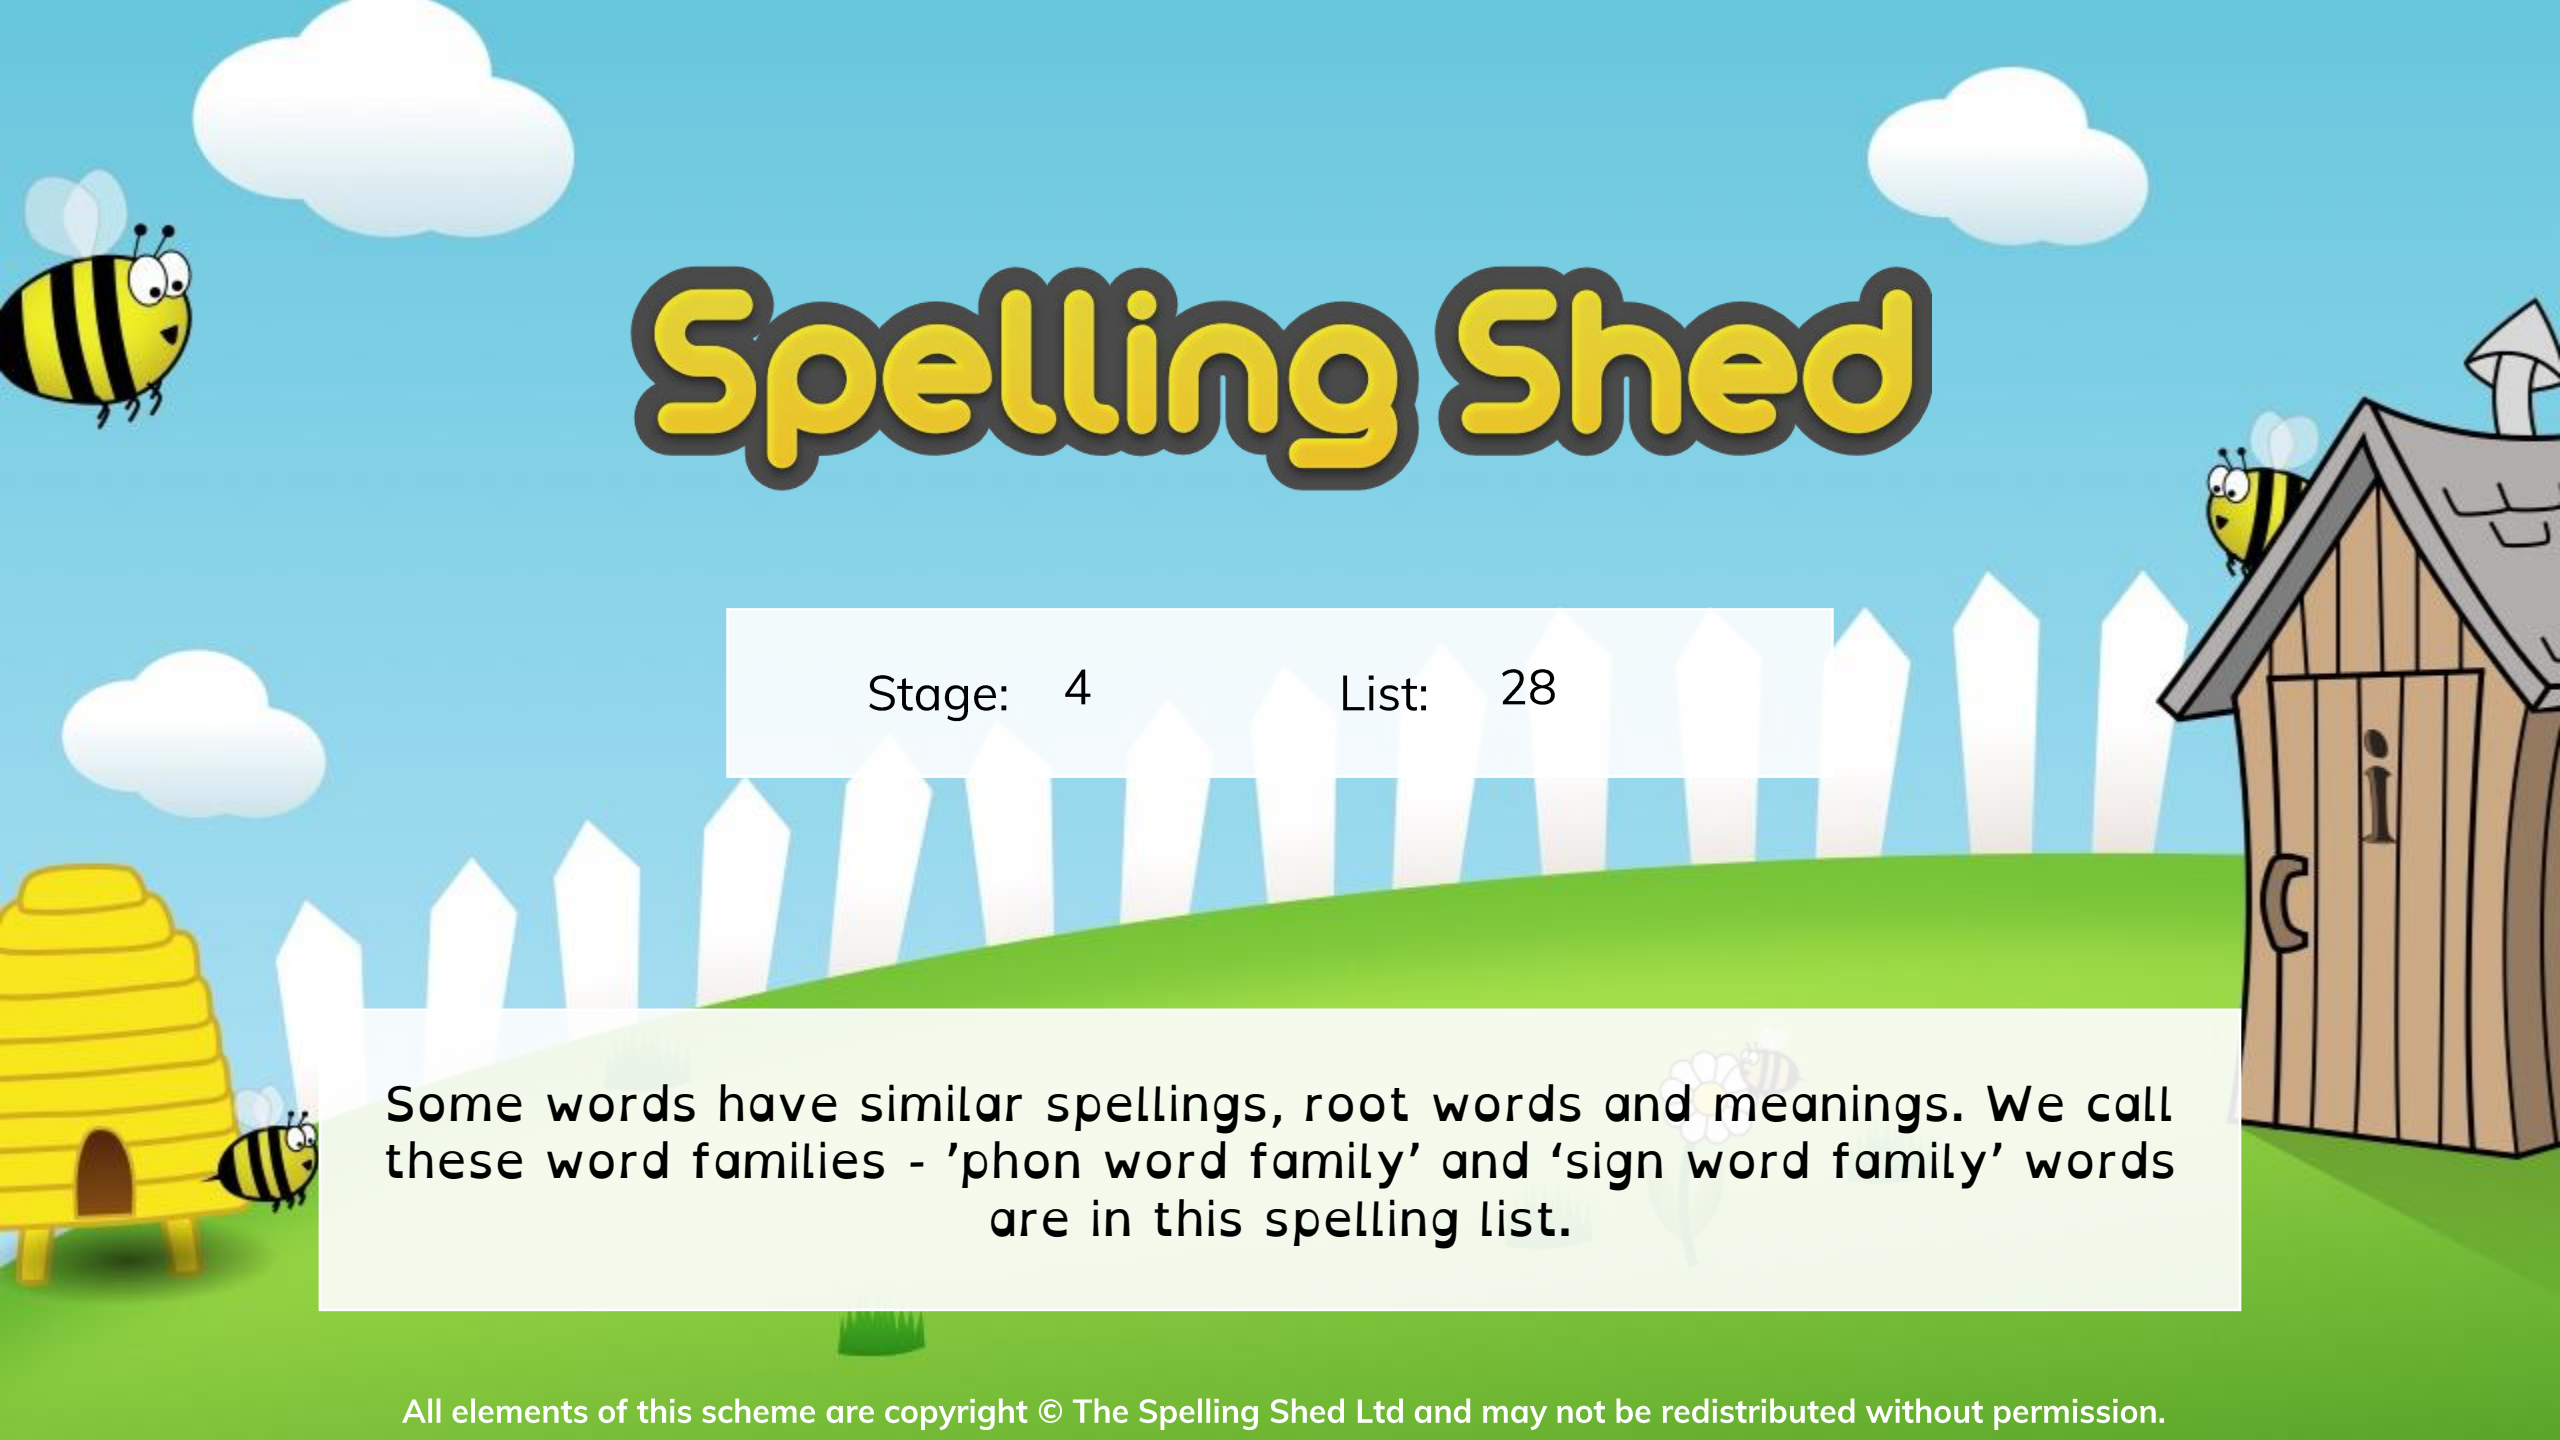 Spelling Shed
Stage: 4 List: 28
i
Some words have similar spellings, root words and meanings. We call
these word families - ’phon word family’ and ‘sign word family’ words
are in this spelling list.
All elements of this scheme are copyright © The Spelling Shed Ltd and may not be redistributed without permission.